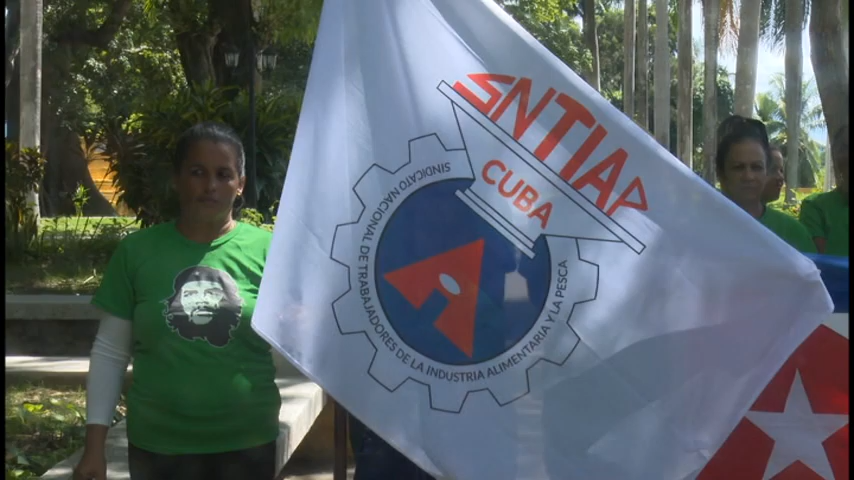 SNTIAP
CUBA
SINDICATO NACIONAL DE TRABAJADORES DE LA INDUSTRIA ALIMENTARIA Y LA PESCA